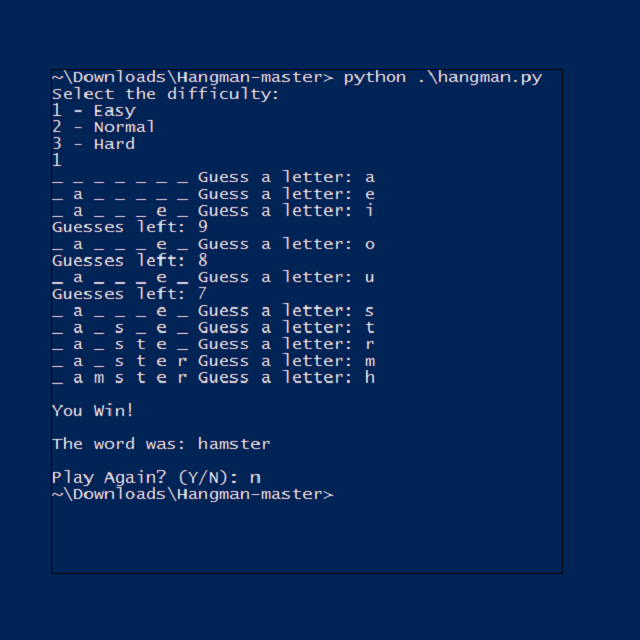 ~\Downloads\Hangman-master> python .\hangman.py
Select the difficulty:
1 - Easy
2 - Normal
3 - Hard
1
_ _ _ _ _ _ _ Guess a letter: a
_ a _ _ _ _ _ Guess a letter: e
_ a _ _ _ e _ Guess a letter: i
Guesses left: 9
_ a _ _ _ e _ Guess a letter: o
Guesses left: 8
_ a _ _ _ e _ Guess a letter: u
Guesses left: 7
_ a _ _ _ e _ Guess a letter: s
_ a _ s _ e _ Guess a letter: t
_ a _ s t e _ Guess a letter: r
_ a _ s t e r Guess a letter: m
_ a m s t e r Guess a letter: h
You Win!
The word was: hamster
Play Again? (Y/N): n
~\Downloads\Hangman-master>